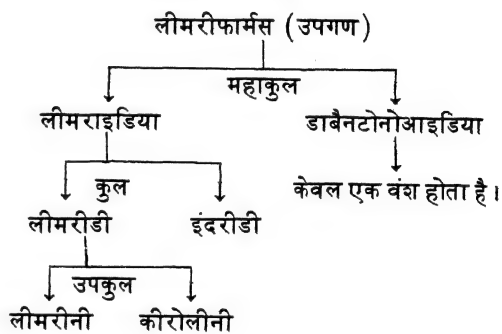 लीमरीफार्मस (उपगण)
महाकुल
लीमराइडिया डाबैनटोनोआइडिया
कुल केवल एक वंश होता है।
लीमरीडी इंदरीडी
उपकुल
लीमरीनी कीरोलीनी